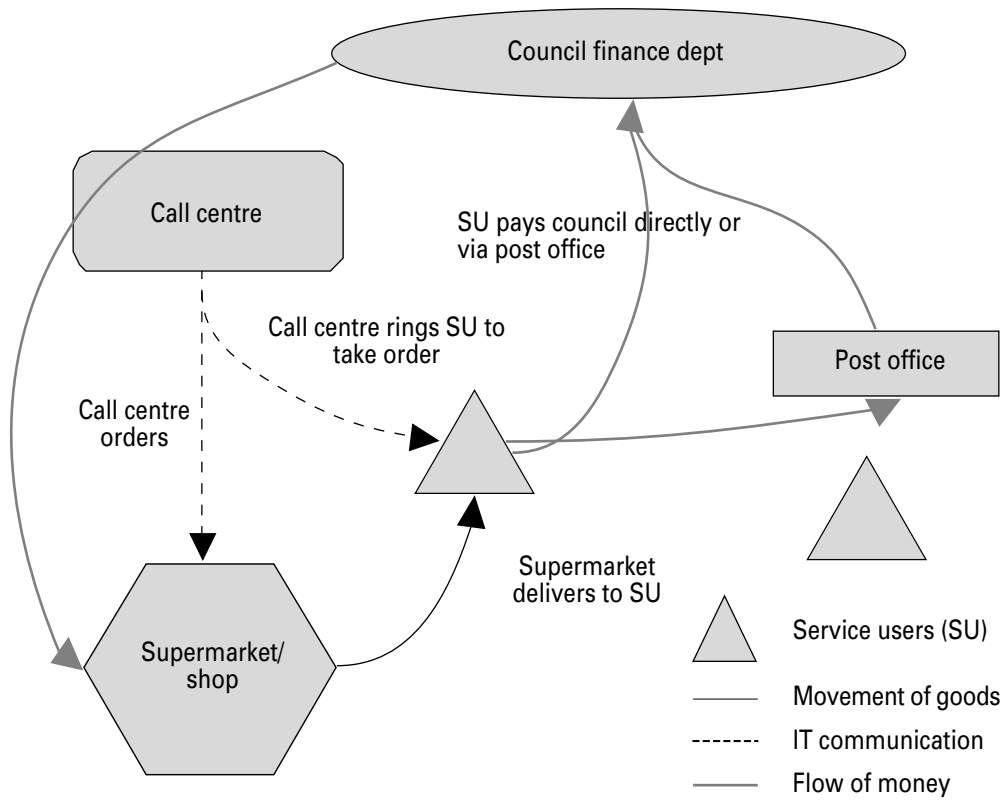 Council finance dept
Call centre
SU pays council directly or
via post office
Call centre rings SU to
take order
Post office
Call centre
orders
Supermarket
delivers to SU
Supermarket/
shop
Service users (SU)
Movement of goods
IT communication
Flow of money